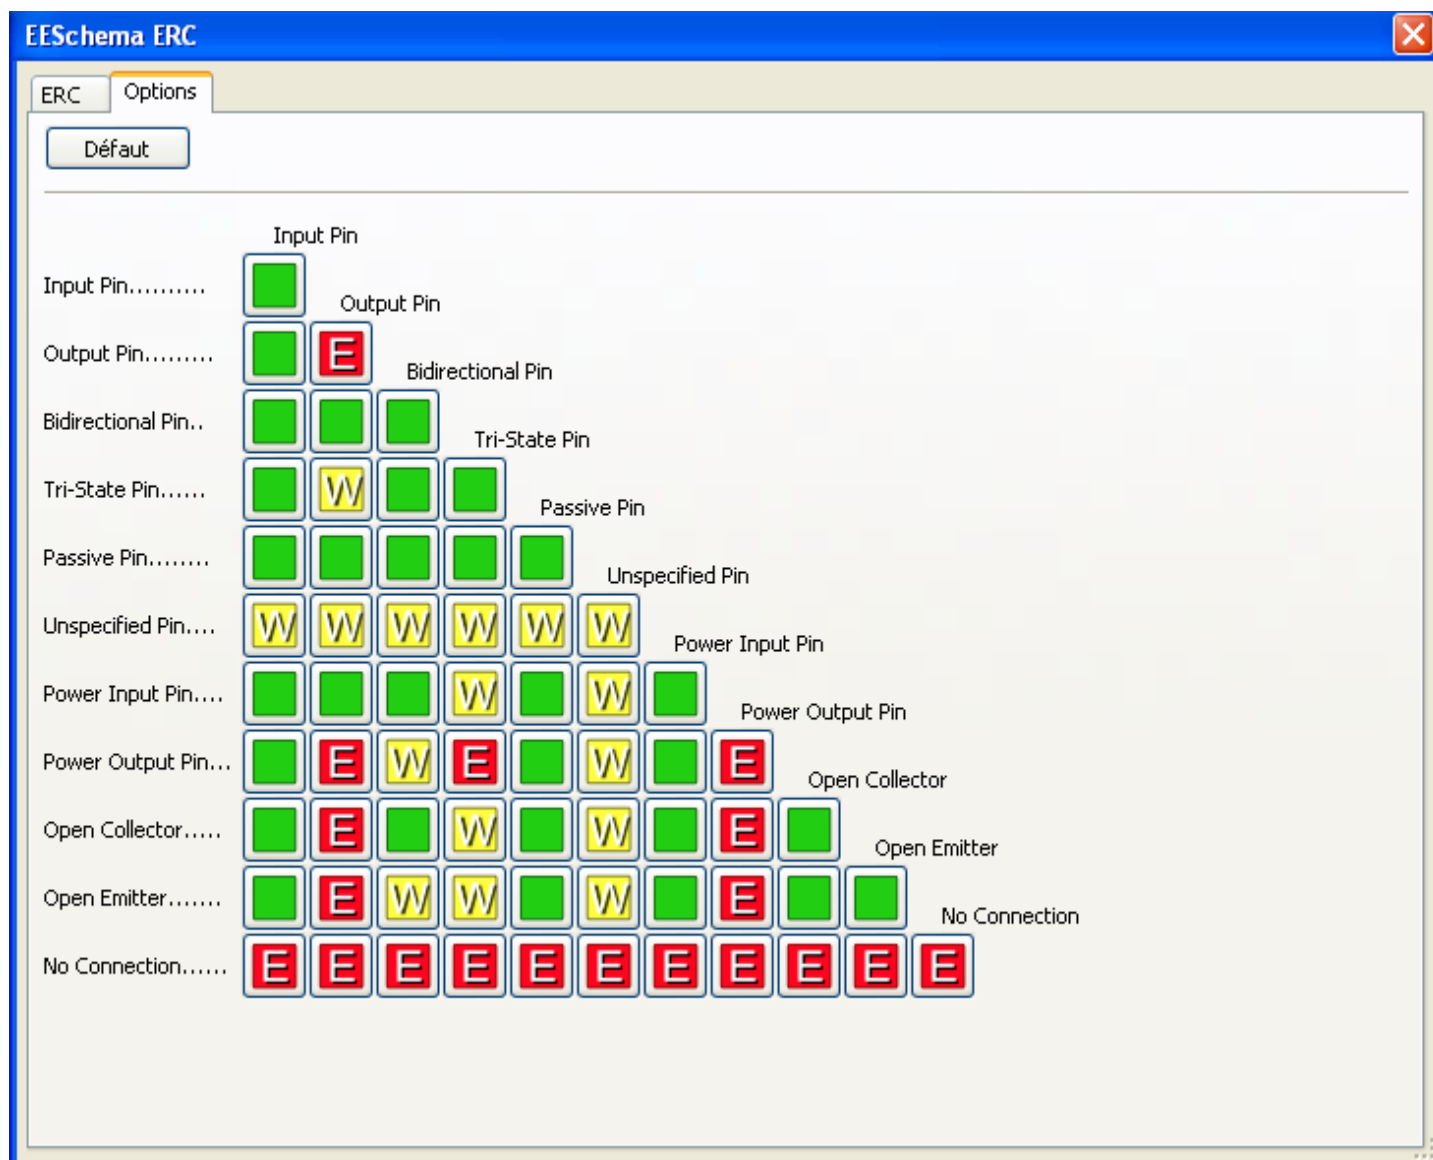 EESchema ERC
ERC Options
Défaut
Input Pin
Input Pin..........
Output Pin
Output Pin.........
E
Bidirectional Pin
Bidirectional Pin..
Tri-State Pin
Tri-State Pin......
W
Passive Pin
Passive Pin........
Unspecified Pin
Unspecified Pin....
W W W W W W
Power Input Pin
Power Input Pin....
W W
Power Output Pin
Power Output Pin...
E W E W E
Open Collector
Open Collector.....
E W W E
Open Emitter
Open Emitter.......
E W W W E
No Connection
No Connection......
E E E E E E E E E E E